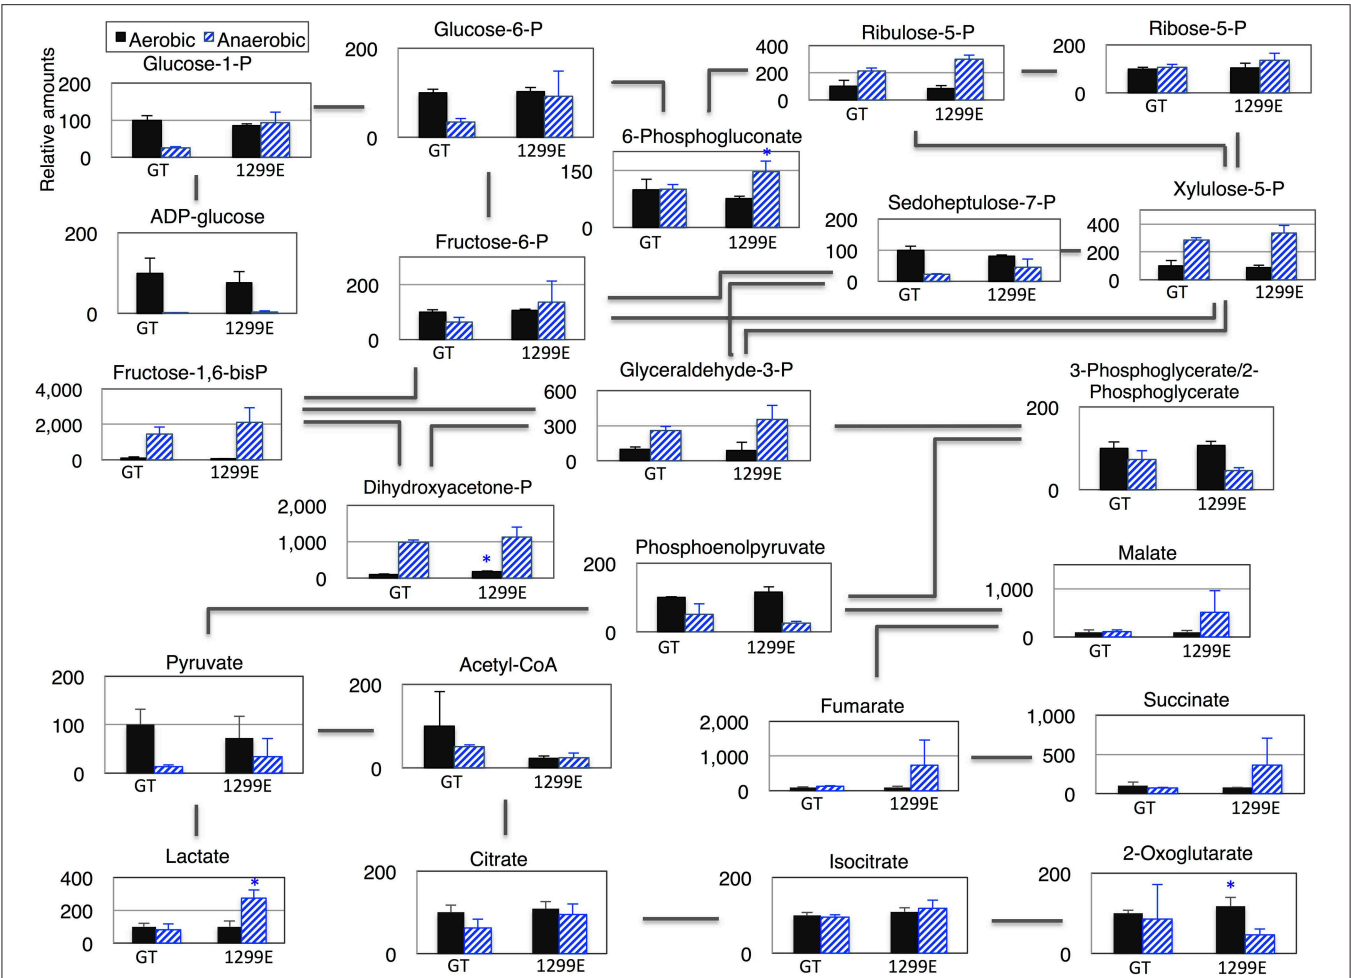 Aerobic Anaerobic
Relative amounts
Glucose-1-P
200
100
0
GT 1299E
Glucose-6-P
200
0
GT 1299E
Ribulose-5-P
400
200
0
GT 1299E
Ribose-5-P
200
0
GT 1299E
6-Phosphogluconate
*
150
0
GT 1299E
ADP-glucose
200
0
GT 1299E
Fructose-6-P
200
0
GT 1299E
Sedoheptulose-7-P
200
100
0
GT 1299E
Xylulose-5-P
400
200
0
GT 1299E
Fructose-1,6-bisP
4,000
2,000
0
GT 1299E
Glyceraldehyde-3-P
600
300
0
GT 1299E
3-Phosphoglycerate/2-
Phosphoglycerate
200
0
GT 1299E
Dihydroxyacetone-P
2,000
1,000
*
0
GT 1299E
Phosphoenolpyruvate
200
0
GT 1299E
Malate
1,000
0
GT 1299E
Pyruvate
200
100
0
GT 1299E
Acetyl-CoA
200
0
GT 1299E
Fumarate
2,000
1,000
0
GT 1299E
Succinate
1,000
500
0
GT 1299E
Lactate
400
*
200
0
GT 1299E
Citrate
200
0
GT 1299E
Isocitrate
200
0
GT 1299E
2-Oxoglutarate
200
*
0
GT 1299E